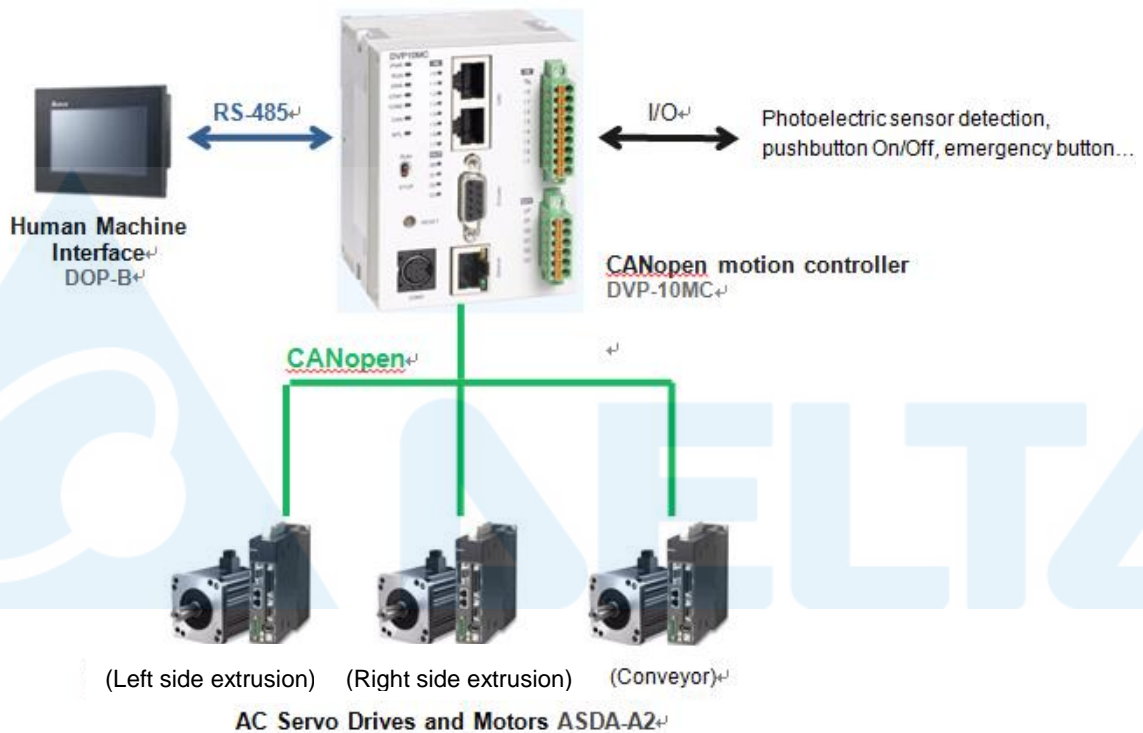 DVP10MC
RS-485↵
I/O↵
Photoelectric sensor detection,
pushbutton On/Off, emergency button…
Human Machine
Interface↵
DOP-B↵
CANopen motion controller
DVP-10MC↵
↵
CANopen↵
(Left side extrusion) (Right side extrusion) (Conveyor)↵
AC Servo Drives and Motors ASDA-A2↵